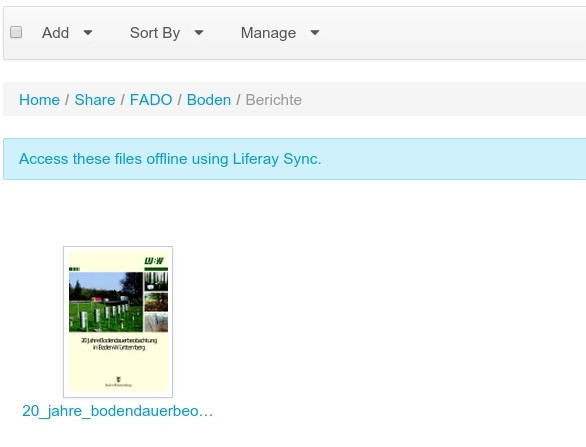 Add Sort By Manage
Home / Share / FADO / Boden / Berichte
Access these files offline using Liferay Sync.
LU:W
20 Jahre Bodendauerbeobachtung
in Baden-Württemberg
Baden-Württemberg
20_jahre_bodendauerbeo…